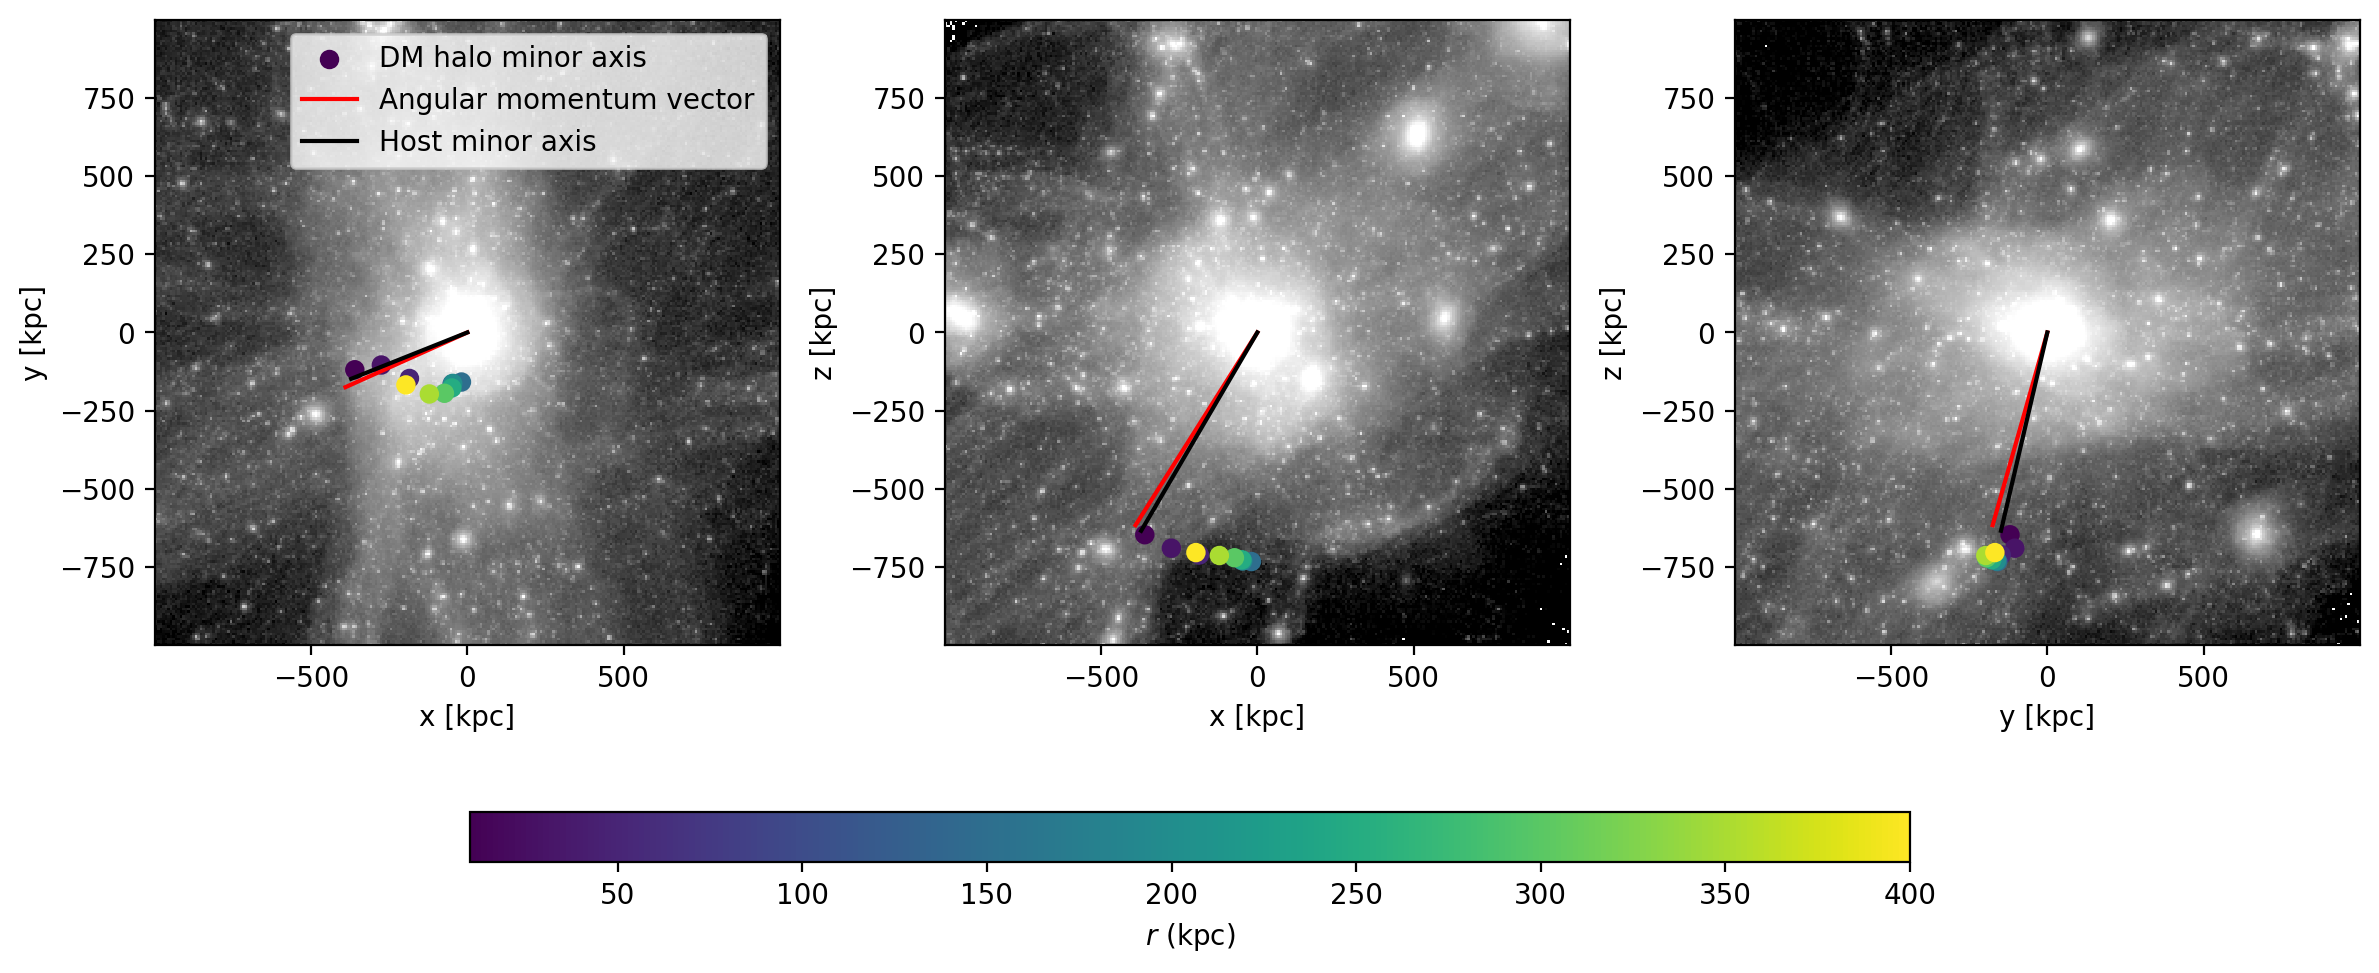 DM halo minor axis
Angular momentum vector
Host minor axis
750
500
250
0
−250
−500
−750
y [kpc]
−500 0 500
x [kpc]
750
500
250
0
−250
−500
−750
z [kpc]
−500 0 500
x [kpc]
750
500
250
0
−250
−500
−750
z [kpc]
−500 0 500
y [kpc]
50 100 150 200 250 300 350 400
r (kpc)